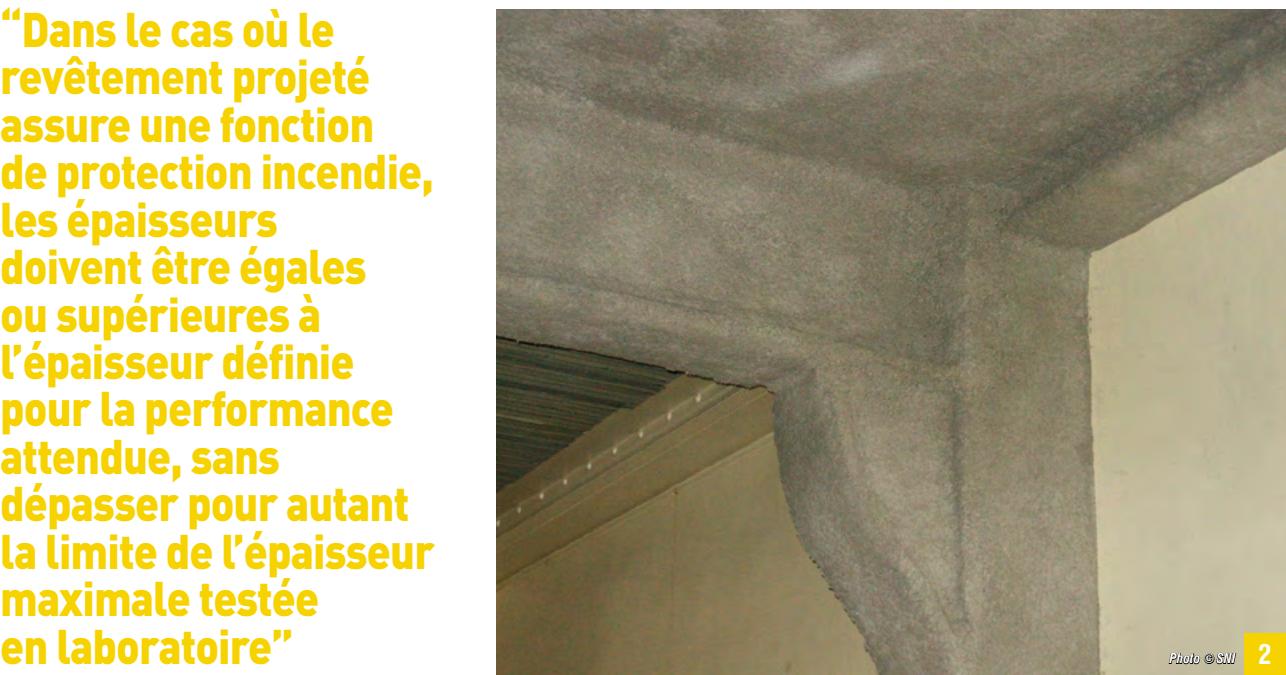 “Dans le cas où le
revêtement projeté
assure une fonction
de protection incendie,
les épaisseurs
doivent être égales
ou supérieures à
l’épaisseur définie
pour la performance
attendue, sans
dépasser pour autant
la limite de l’épaisseur
maximale testée
en laboratoire”
Photo © SNI
2